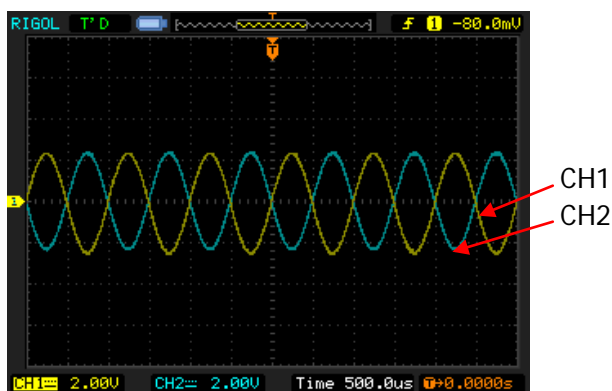 RIGOL T'D T f 1 -80.0mV
T
1
CH1
CH2
CH1 2.00V CH2 2.00V Time 500.0us T→0.0000s